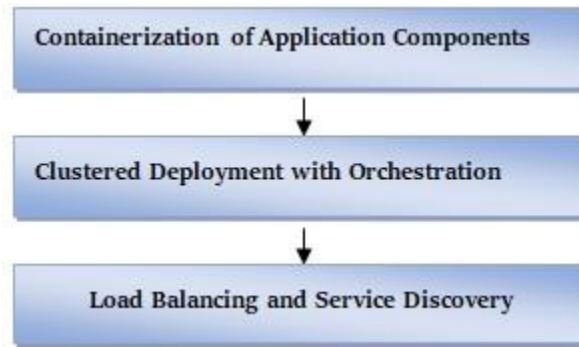 Containerization of Application Components
Clustered Deployment with Orchestration
Load Balancing and Service Discovery